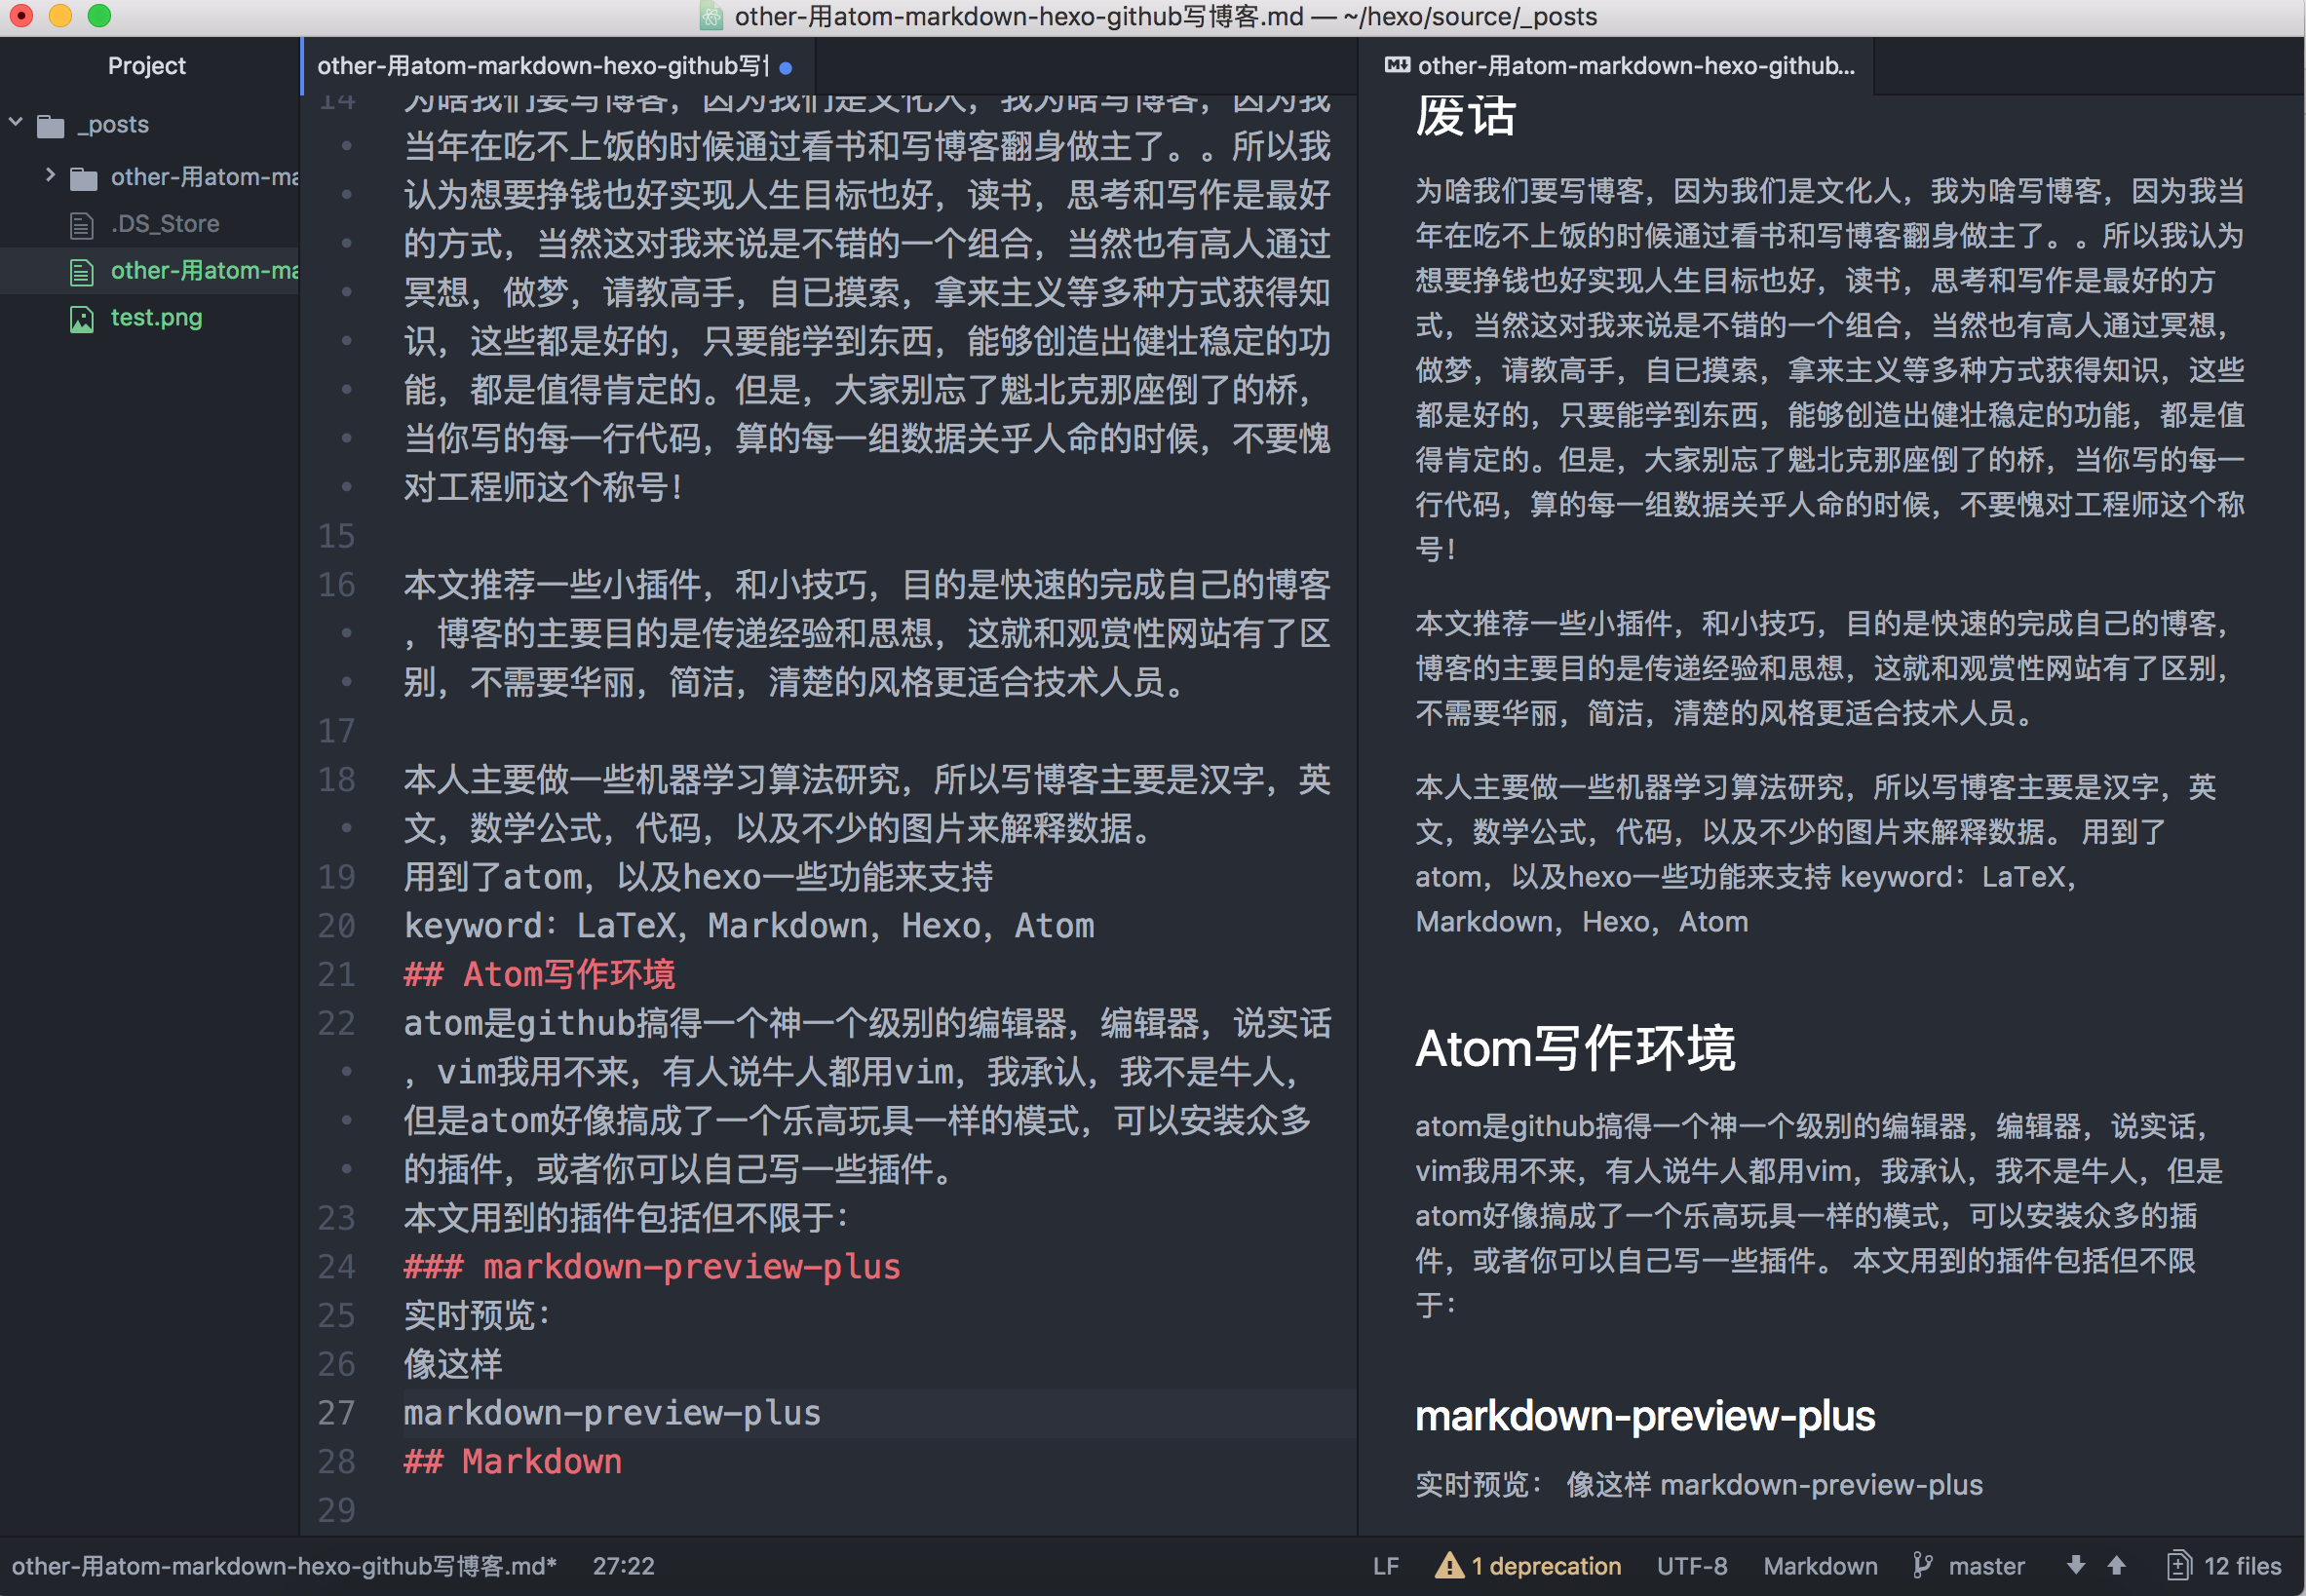 other-用atom-markdown-hexo-github写博客.md — ~/hexo/source/_posts
Project
_posts
other-用atom-ma
.DS_Store
other-用atom-ma
test.png
other-用atom-markdown-hexo-github写
14 为啥我们要写博客，因为我们是文化人，我为啥写博客，因为我
当年在吃不上饭的时候通过看书和写博客翻身做主了。。所以我
认为想要挣钱也好实现人生目标也好，读书，思考和写作是最好
的方式，当然这对我来说是不错的一个组合，当然也有高人通过
冥想，做梦，请教高手，自已摸索，拿来主义等多种方式获得知
识，这些都是好的，只要能学到东西，能够创造出健壮稳定的功
能，都是值得肯定的。但是，大家别忘了魁北克那座倒了的桥，
当你写的每一行代码，算的每一组数据关乎人命的时候，不要愧
对工程师这个称号！
15
16 本文推荐一些小插件，和小技巧，目的是快速的完成自己的博客
，博客的主要目的是传递经验和思想，这就和观赏性网站有了区
别，不需要华丽，简洁，清楚的风格更适合技术人员。
17
18 本人主要做一些机器学习算法研究，所以写博客主要是汉字，英
文，数学公式，代码，以及不少的图片来解释数据。
19 用到了atom，以及hexo一些功能来支持
20 keyword：LaTeX，Markdown，Hexo，Atom
21 ## Atom写作环境
22 atom是github搞得一个神一个级别的编辑器，编辑器，说实话
，vim我用不来，有人说牛人都用vim，我承认，我不是牛人，
但是atom好像搞成了一个乐高玩具一样的模式，可以安装众多
的插件，或者你可以自己写一些插件。
23 本文用到的插件包括但不限于：
24 ### markdown-preview-plus
25 实时预览：
26 像这样
27 markdown-preview-plus
28 ## Markdown
29
other-用atom-markdown-hexo-github...
废话
为啥我们要写博客，因为我们是文化人，我为啥写博客，因为我当
年在吃不上饭的时候通过看书和写博客翻身做主了。。所以我认为
想要挣钱也好实现人生目标也好，读书，思考和写作是最好的方
式，当然这对我来说是不错的一个组合，当然也有高人通过冥想，
做梦，请教高手，自已摸索，拿来主义等多种方式获得知识，这些
都是好的，只要能学到东西，能够创造出健壮稳定的功能，都是值
得肯定的。但是，大家别忘了魁北克那座倒了的桥，当你写的每一
行代码，算的每一组数据关乎人命的时候，不要愧对工程师这个称
号！
本文推荐一些小插件，和小技巧，目的是快速的完成自己的博客，
博客的主要目的是传递经验和思想，这就和观赏性网站有了区别，
不需要华丽，简洁，清楚的风格更适合技术人员。
本人主要做一些机器学习算法研究，所以写博客主要是汉字，英
文，数学公式，代码，以及不少的图片来解释数据。 用到了
atom，以及hexo一些功能来支持 keyword：LaTeX，
Markdown，Hexo，Atom
Atom写作环境
atom是github搞得一个神一个级别的编辑器，编辑器，说实话，
vim我用不来，有人说牛人都用vim，我承认，我不是牛人，但是
atom好像搞成了一个乐高玩具一样的模式，可以安装众多的插
件，或者你可以自己写一些插件。 本文用到的插件包括但不限
于：
markdown-preview-plus
实时预览： 像这样 markdown-preview-plus
other-用atom-markdown-hexo-github写博客.md* 27:22 LF 1 deprecation UTF-8 Markdown master 12 files